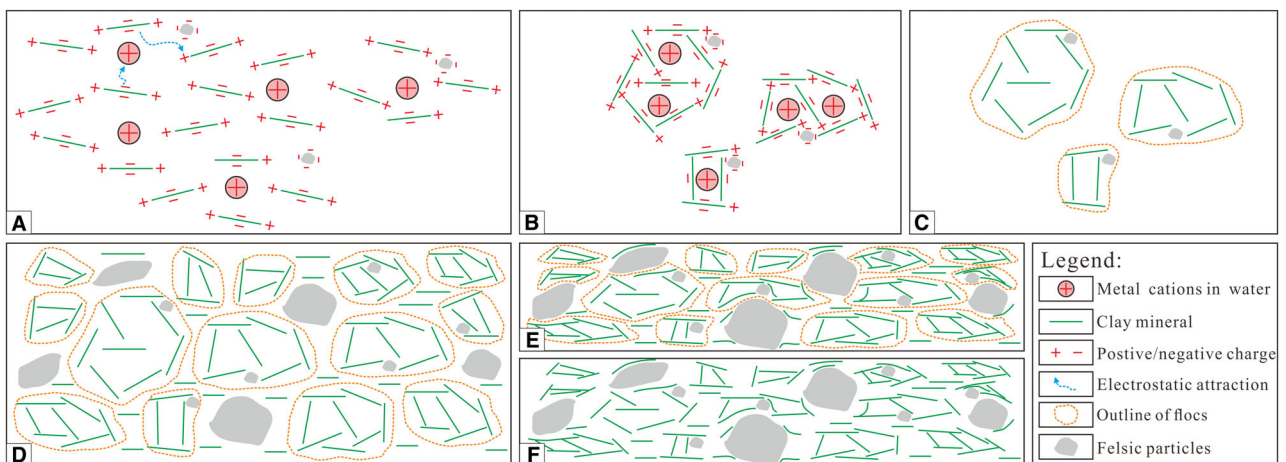 A
B
C
D
E
F
Legend:
Metal cations in water
Clay mineral
+ - Postive/negative charge
Electrostatic attraction
Outline of flocs
Felsic particles